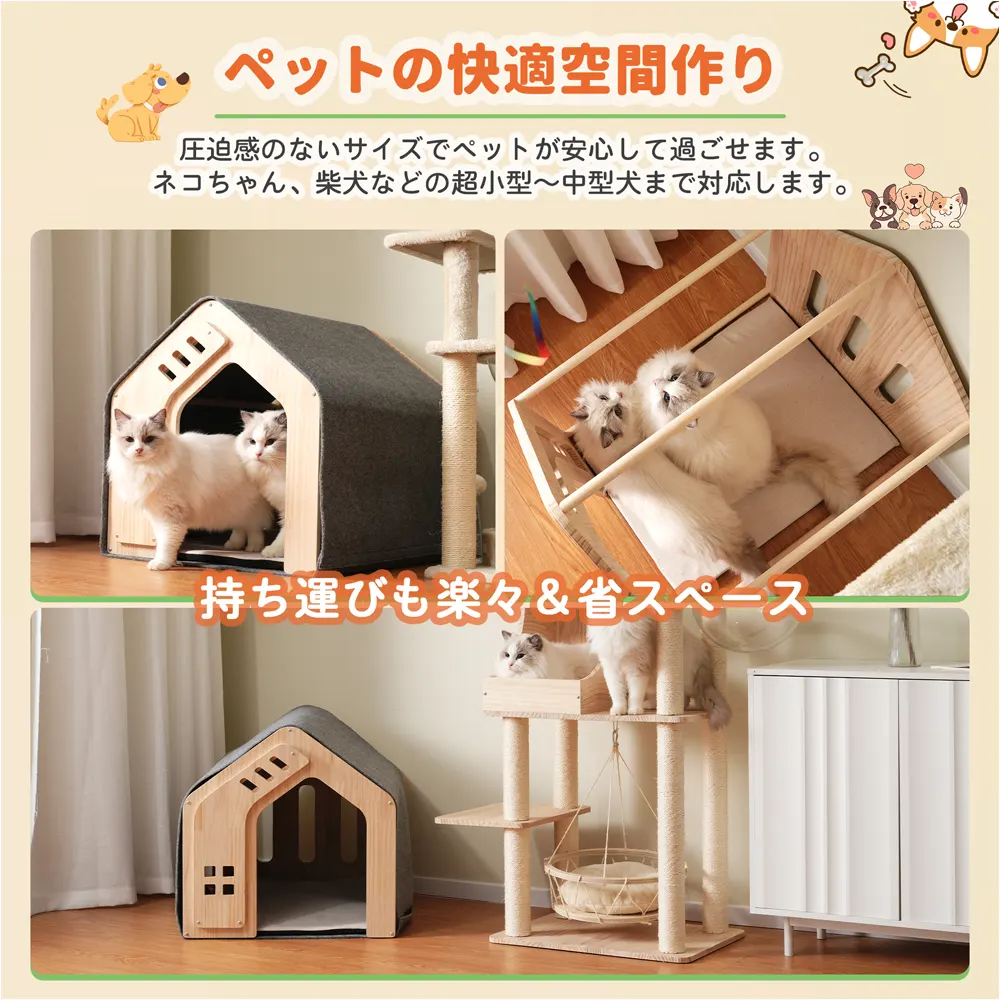 ペットの快適空間作り
圧迫感のないサイズでペットが安心して過ごせます。
ネコちゃん、柴犬などの超小型～中型犬まで対応します。
持ち運びも楽々＆省スペース